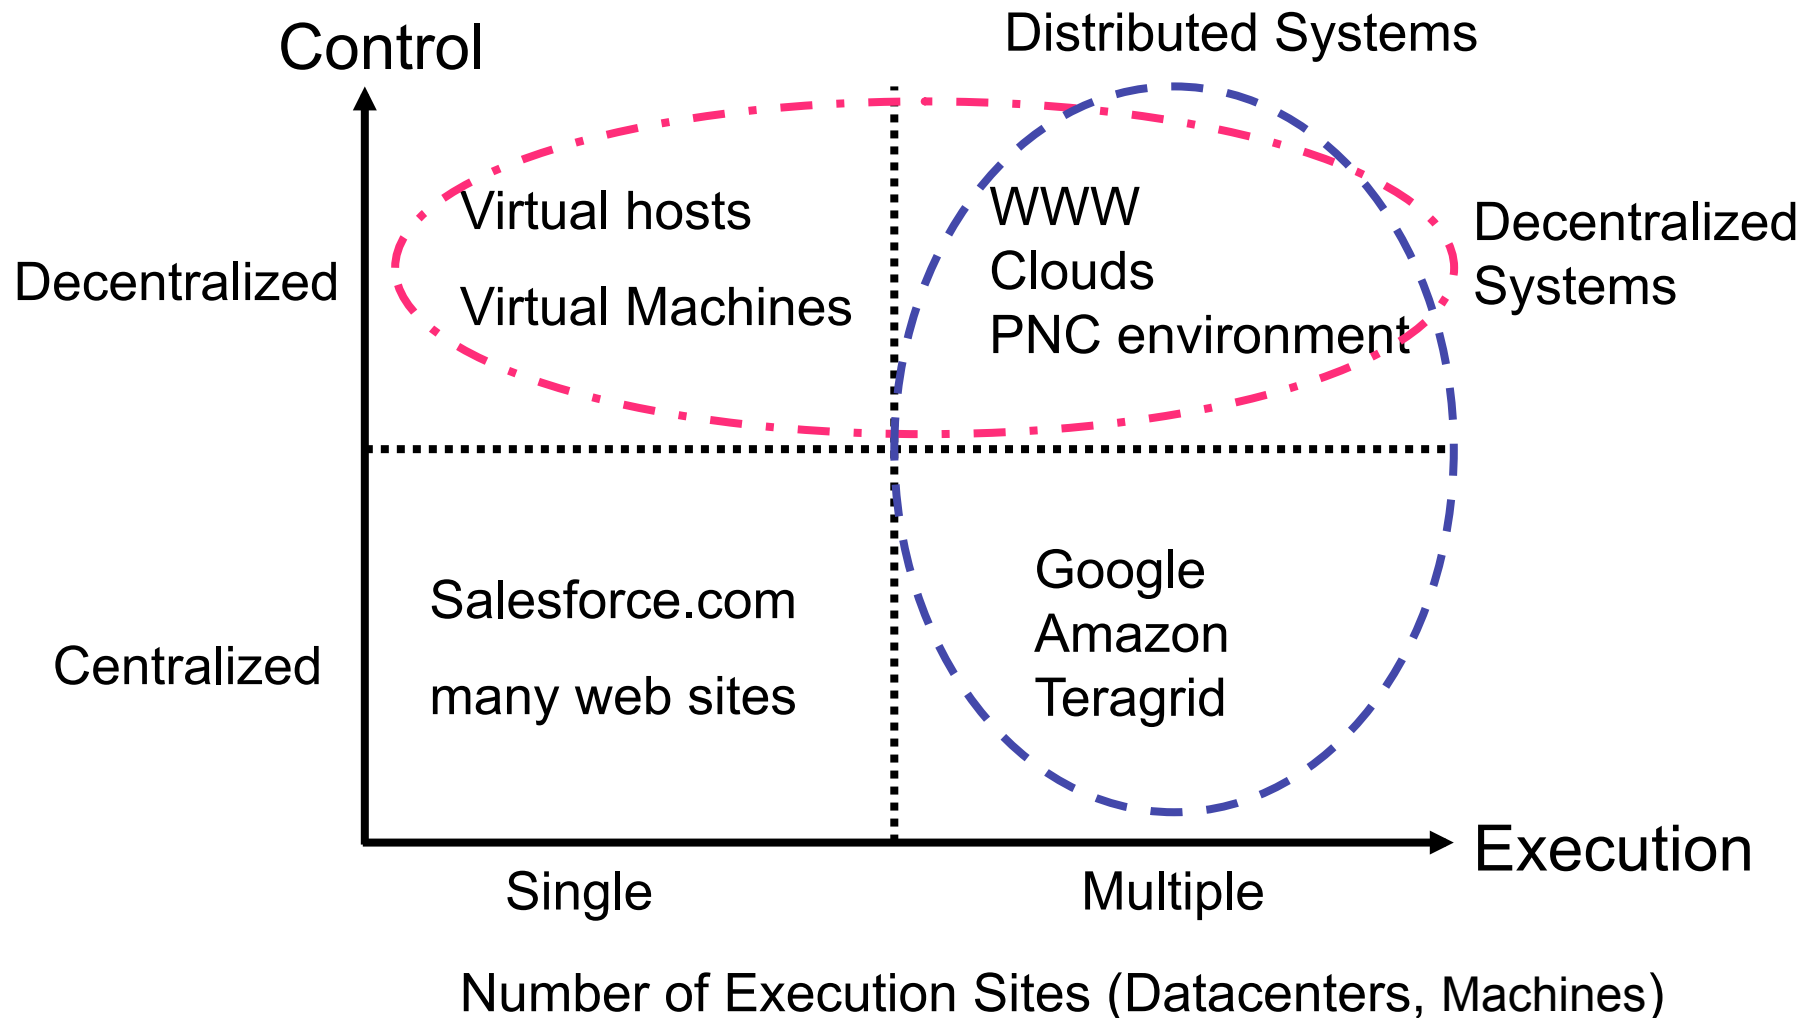 Distributed Systems
Control
Virtual hosts
Virtual Machines
WWW
Clouds
PNC environment
Decentralized
Systems
Decentralized
Salesforce.com
many web sites
Google
Amazon
Teragrid
Centralized
Execution
Single
Multiple
Number of Execution Sites (Datacenters, Machines)